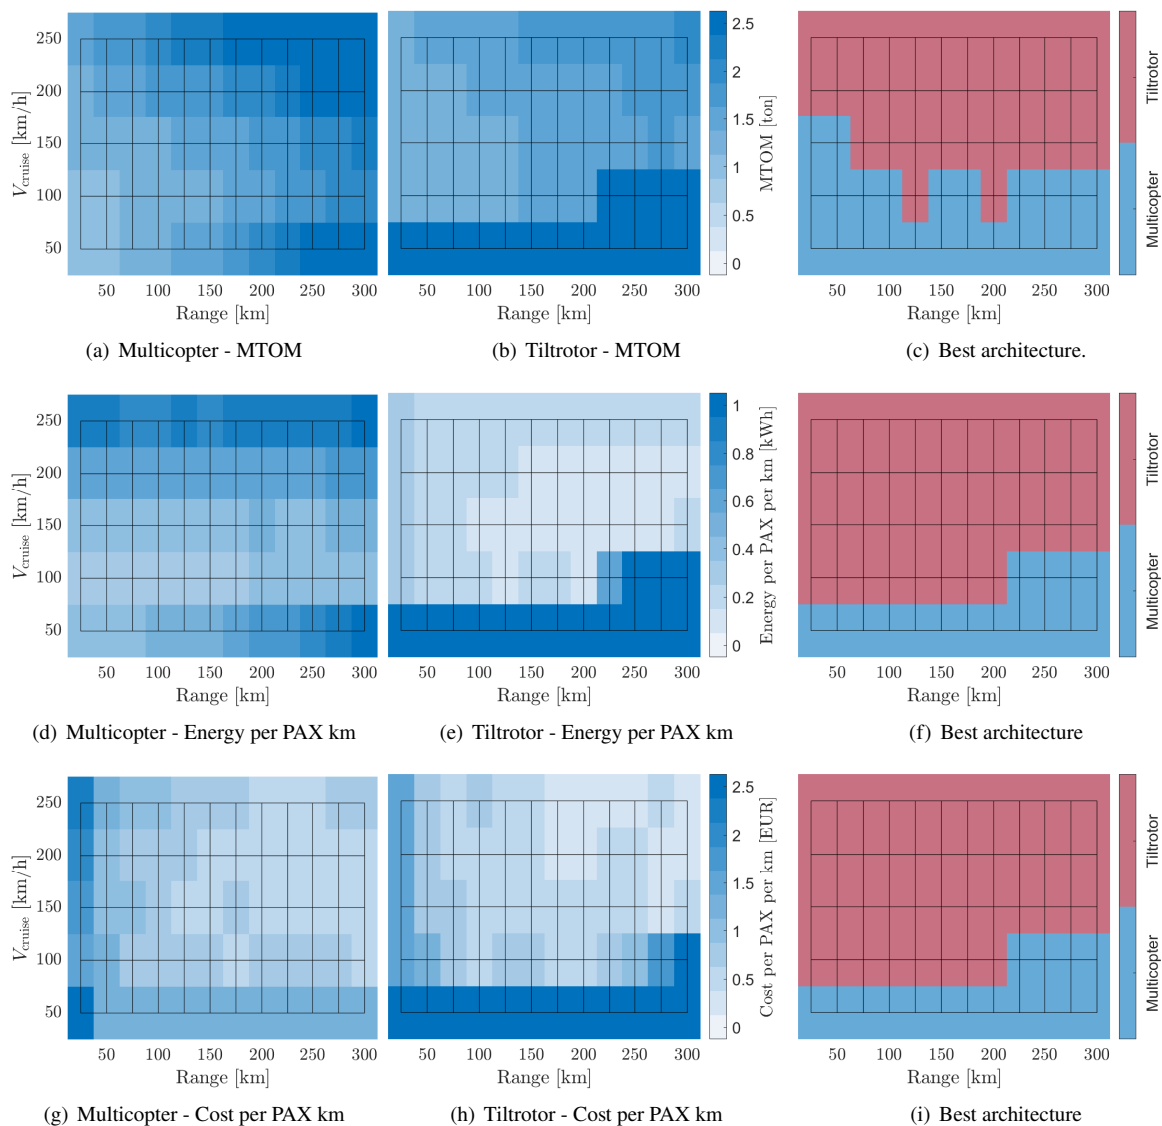 250
200
150
100
50
V_cruise [km/h]
50 100 150 200 250 300
Range [km]
(a) Multicopter - MTOM
50 100 150 200 250 300
Range [km]
(b) Tiltrotor - MTOM
2.5
2
1.5
1
0.5
0
MTOM [ton]
50 100 150 200 250 300
Range [km]
(c) Best architecture.
Tiltrotor
Multicopter
250
200
150
100
50
V_cruise [km/h]
50 100 150 200 250 300
Range [km]
(d) Multicopter - Energy per PAX km
50 100 150 200 250 300
Range [km]
(e) Tiltrotor - Energy per PAX km
1
0.8
0.6
0.4
0.2
0
Energy per PAX per km [kWh]
50 100 150 200 250 300
Range [km]
(f) Best architecture
Tiltrotor
Multicopter
250
200
150
100
50
V_cruise [km/h]
50 100 150 200 250 300
Range [km]
(g) Multicopter - Cost per PAX km
50 100 150 200 250 300
Range [km]
(h) Tiltrotor - Cost per PAX km
2.5
2
1.5
1
0.5
0
Cost per PAX per km [EUR]
50 100 150 200 250 300
Range [km]
(i) Best architecture
Tiltrotor
Multicopter